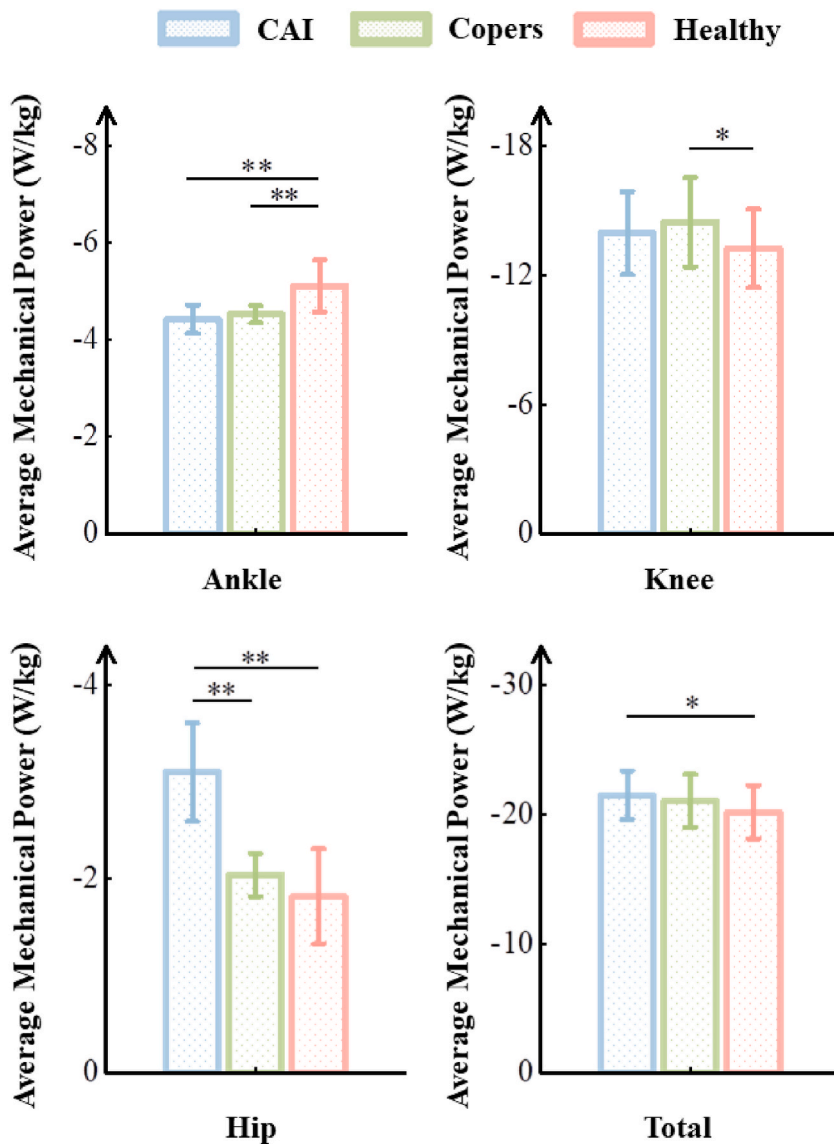 CAI Copers Healthy
Average Mechanical Power (W/kg)
-8
-6
-4
-2
0
**
**
Ankle
Average Mechanical Power (W/kg)
-18
-12
-6
0
*
Knee
Average Mechanical Power (W/kg)
-4
-2
0
**
**
Hip
Average Mechanical Power (W/kg)
-30
-20
-10
0
*
Total